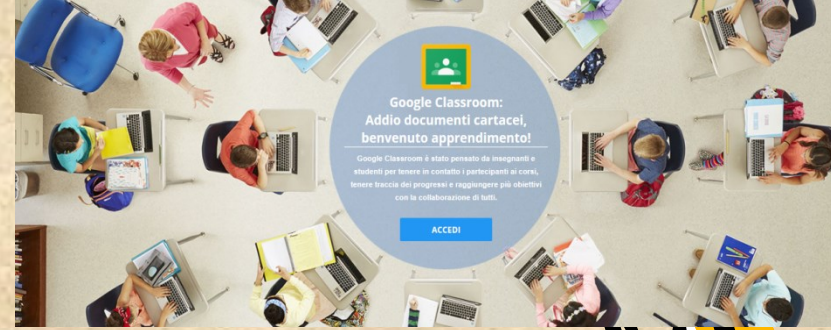 Google Classroom:
Addio documenti cartacei,
benvenuto apprendimento!
Google Classroom è stato pensato da insegnanti e
studenti per tenere in contatto i partecipanti ai corsi,
tenere traccia dei progressi e raggiungere più obiettivi
con la collaborazione di tutti.
ACCEDI